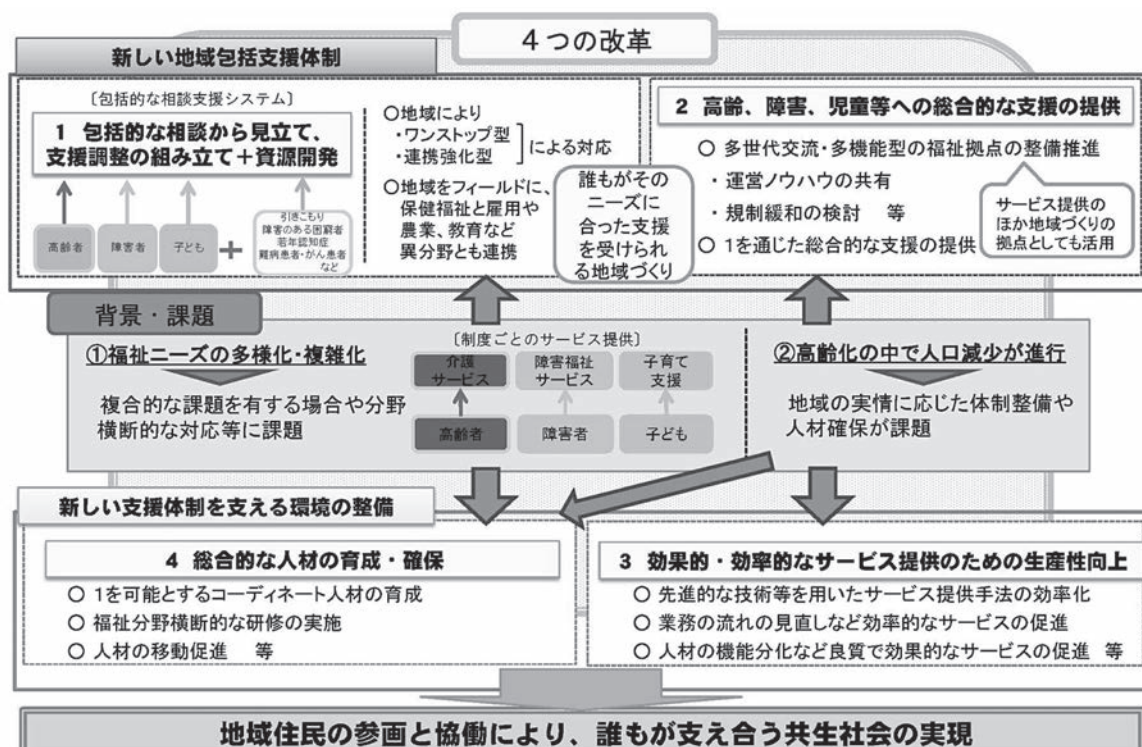 4つの改革
新しい地域包括支援体制
〔包括的な相談支援システム〕
1 包括的な相談から見立て、
支援調整の組み立て+資源開発
高齢者
障害者
子ども
+
引きこもり
障害のある困窮者
若年認知症
難病患者・がん患者
など
○地域により
・ワンストップ型
・連携強化型
による対応
○地域をフィールドに、
保健福祉と雇用や
農業、教育など
異分野とも連携
誰もがその
ニーズに
合った支援
を受けられ
る地域づくり
2 高齢、障害、児童等への総合的な支援の提供
○ 多世代交流・多機能型の福祉拠点の整備推進
・運営ノウハウの共有
・規制緩和の検討 等
○ 1を通じた総合的な支援の提供
サービス提供の
ほか地域づくりの
拠点としても活用
背景・課題
①福祉ニーズの多様化・複雑化
複合的な課題を有する場合や分野
横断的な対応等に課題
〔制度ごとのサービス提供〕
介護
サービス
障害福祉
サービス
子育て
支援
高齢者
障害者
子ども
②高齢化の中で人口減少が進行
地域の実情に応じた体制整備や
人材確保が課題
新しい支援体制を支える環境の整備
4 総合的な人材の育成・確保
○ 1を可能とするコーディネート人材の育成
○ 福祉分野横断的な研修の実施
○ 人材の移動促進 等
3 効果的・効率的なサービス提供のための生産性向上
○ 先進的な技術等を用いたサービス提供手法の効率化
○ 業務の流れの見直しなど効率的なサービスの促進
○ 人材の機能分化など良質で効果的なサービスの促進 等
地域住民の参画と協働により、誰もが支え合う共生社会の実現